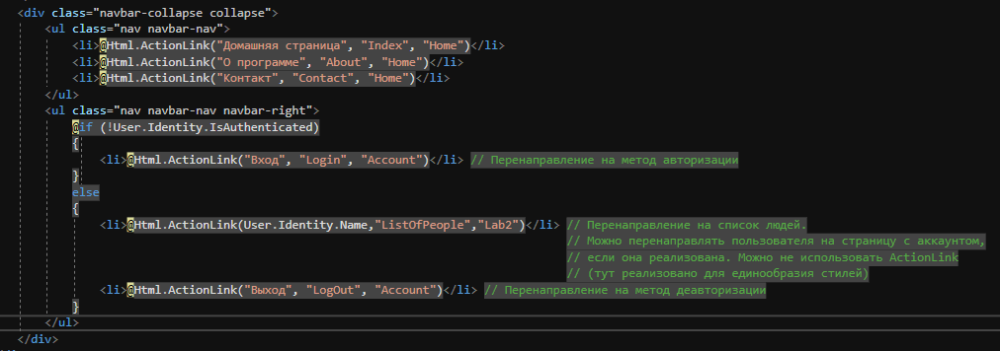 <div class="navbar-collapse collapse">
<ul class="nav navbar-nav">
<li>@Html.ActionLink("Домашняя страница", "Index", "Home")</li>
<li>@Html.ActionLink("О программе", "About", "Home")</li>
<li>@Html.ActionLink("Контакт", "Contact", "Home")</li>
</ul>
<ul class="nav navbar-nav navbar-right">
@if (!User.Identity.IsAuthenticated)
{
<li>@Html.ActionLink("Вход", "Login", "Account")</li> // Перенаправление на метод авторизации
}
else
{
<li>@Html.ActionLink(User.Identity.Name,"ListOfPeople","Lab2")</li> // Перенаправление на список людей.
// Можно перенаправлять пользователя на страницу с аккаунтом,
// если она реализована. Можно не использовать ActionLink
// (тут реализовано для единообразия стилей)
<li>@Html.ActionLink("Выход", "LogOut", "Account")</li> // Перенаправление на метод деавторизации
}
</ul>
</div>